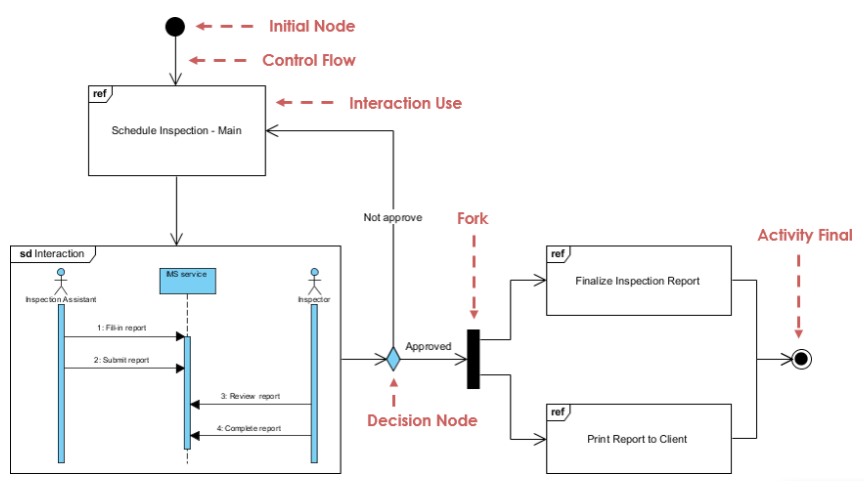 Initial Node
Control Flow
ref
Interaction Use
Schedule Inspection - Main
Not approve
Fork
Activity Final
sd Interaction
ref
IMS service
Finalize Inspection Report
Inspection Assistant
Inspector
1: Fill-in report
Approved
2: Submit report
3: Review report
ref
Decision Node
4: Complete report
Print Report to Client